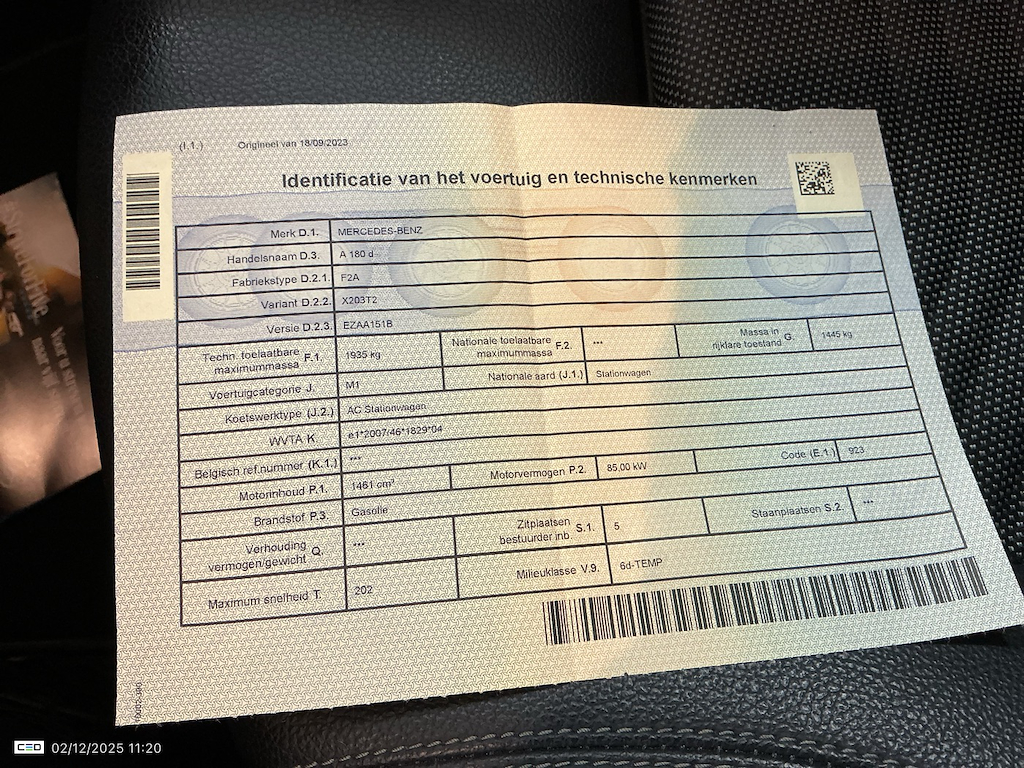 (I.1.) Origineel van 18/09/2023
Identificatie van het voertuig en technische kenmerken
Merk D.1. MERCEDES-BENZ
Handelsnaam D.3. A 180 d
Fabriekstype D.2.1. F2A
Variant D.2.2. X203T2
Versie D.2.3. EZAA151B
Techn. toelaatbare maximummassa F.1. 1935 kg Nationale toelaatbare maximummassa F.2. *** Massa in rijklare toestand G. 1445 kg
Voertuigcategorie J. M1 Nationale aard (J.1.) Stationwagen
Koetswerktype (J.2.) AC Stationwagen
WVTA K. e1*2007/46*1829*04
Belgisch ref.nummer (K.1.) ***
Motorinhoud P.1. 1461 cm³ Motorvermogen P.2. 85.00 kW Code (E.1.) 923
Brandstof P.3. Gasolie
Verhouding vermogen/gewicht Q. *** Zitplaatsen bestuurder inb. S.1. 5 Staanplaatsen S.2. ***
Maximum snelheid T. 202 Milieuklasse V.9. 6d-TEMP
CEO 02/12/2025 11:20